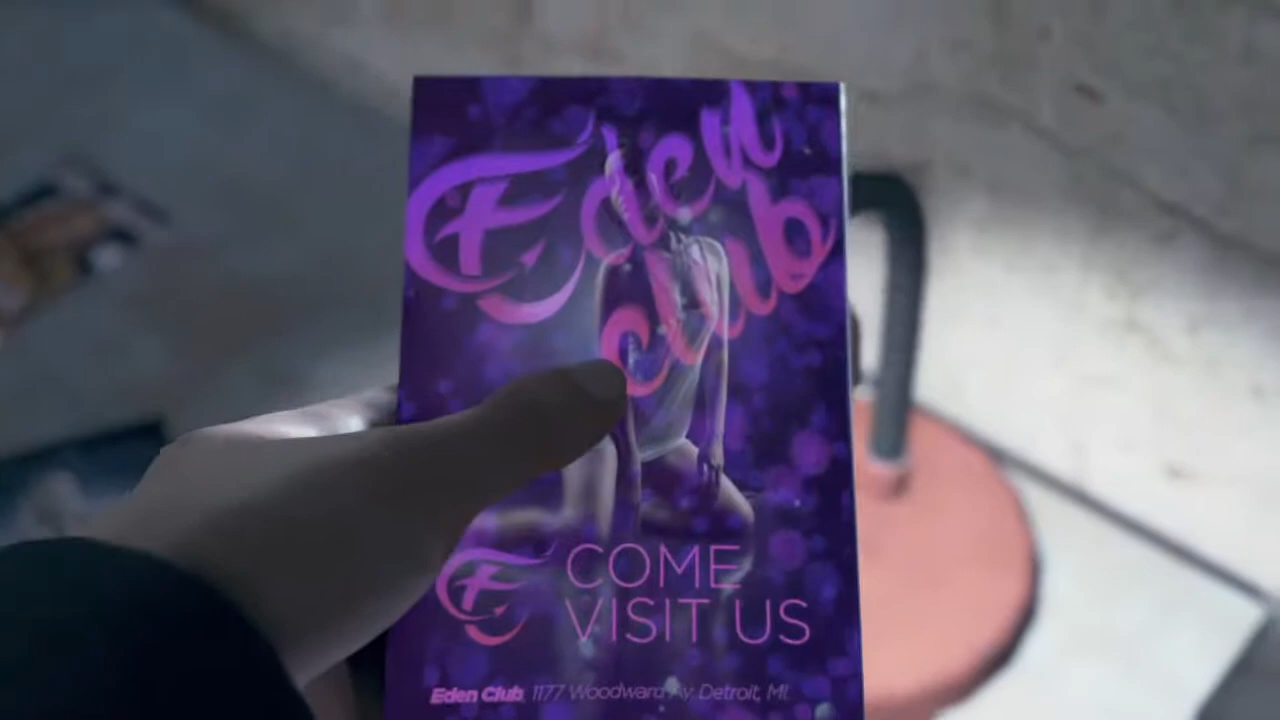 Eden
club
COME
VISIT US
Eden Club, 1177 Woodward Av. Detroit, MI.